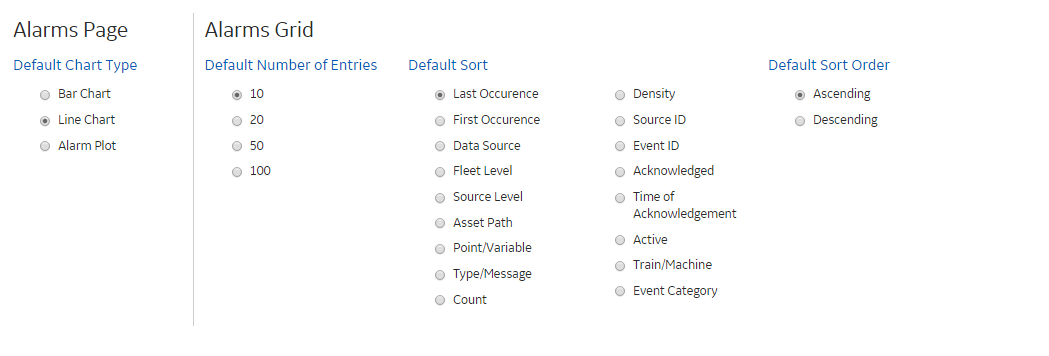 Alarms Page
Default Chart Type
Bar Chart
Line Chart
Alarm Plot
Alarms Grid
Default Number of Entries
10
20
50
100
Default Sort
Last Occurence
First Occurence
Data Source
Fleet Level
Source Level
Asset Path
Point/Variable
Type/Message
Count
Density
Source ID
Event ID
Acknowledged
Time of
Acknowledgement
Active
Train/Machine
Event Category
Default Sort Order
Ascending
Descending